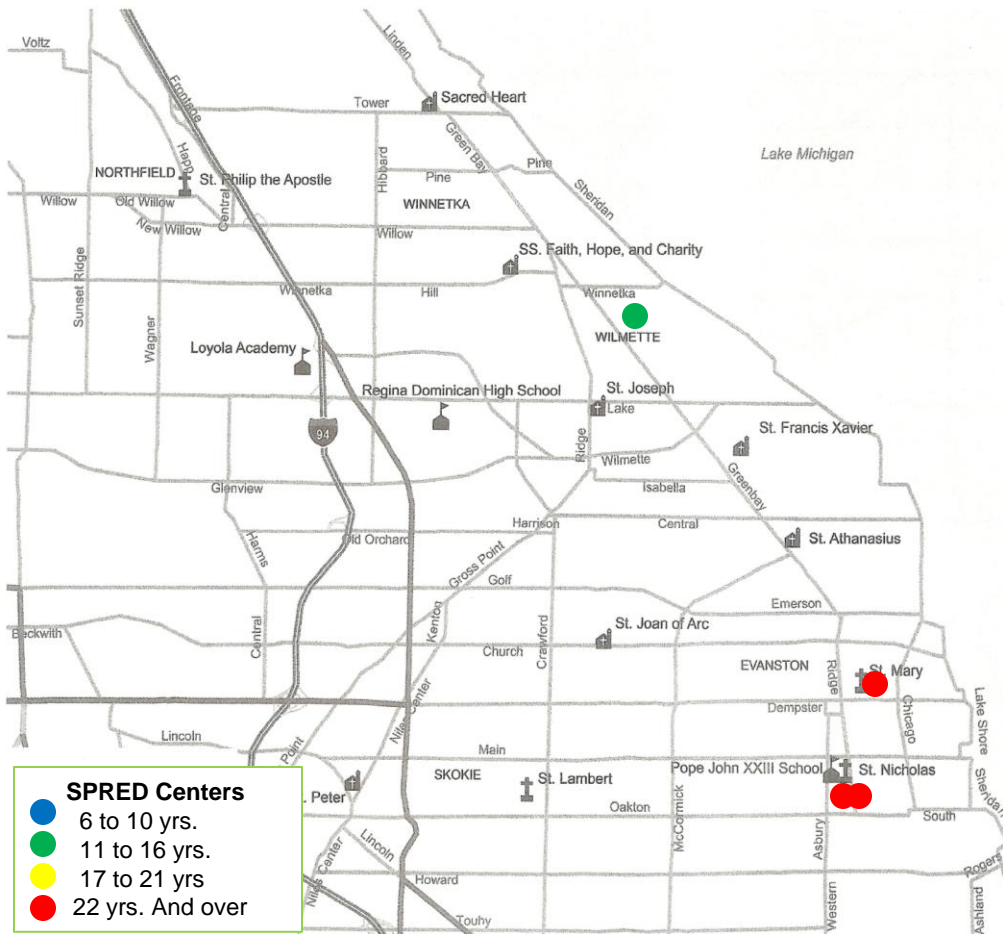 Voltz
Linden
Frontage
Tower
Sacred Heart
Green Bay
Lake Michigan
Happ
NORTHFIELD
St. Philip the Apostle
Hibbard
Pine
Pine
Sheridan
Willow
Old Willow
Central
WINNETKA
New Willow
Willow
SS. Faith, Hope, and Charity
Sunset Ridge
Winnetka
Hill
Winnetka
Wagner
WILMETTE
Loyola Academy
Regina Dominican High School
St. Joseph
Lake
94
St. Francis Xavier
Ridge
Wilmette
Glenview
Isabella
Greenbay
Harrison
Central
Harms
Old Orchard
St. Athanasius
Gross Point
Golf
Emerson
Beckwith
Central
Kenton
Crawford
St. Joan of Arc
Church
EVANSTON
Ridge
St. Mary
Chicago
Dempster
Lake Shore
Niles Center
Lincoln
Point
Main
SKOKIE
St. Lambert
Pope John XXIII School
St. Nicholas
. Peter
McCormick
Oakton
South
Sheridan
Asbury
Lincoln
Niles Center
Howard
Touhy
Western
Rogers
Ashland
SPRED Centers
6 to 10 yrs.
11 to 16 yrs.
17 to 21 yrs
22 yrs. And over